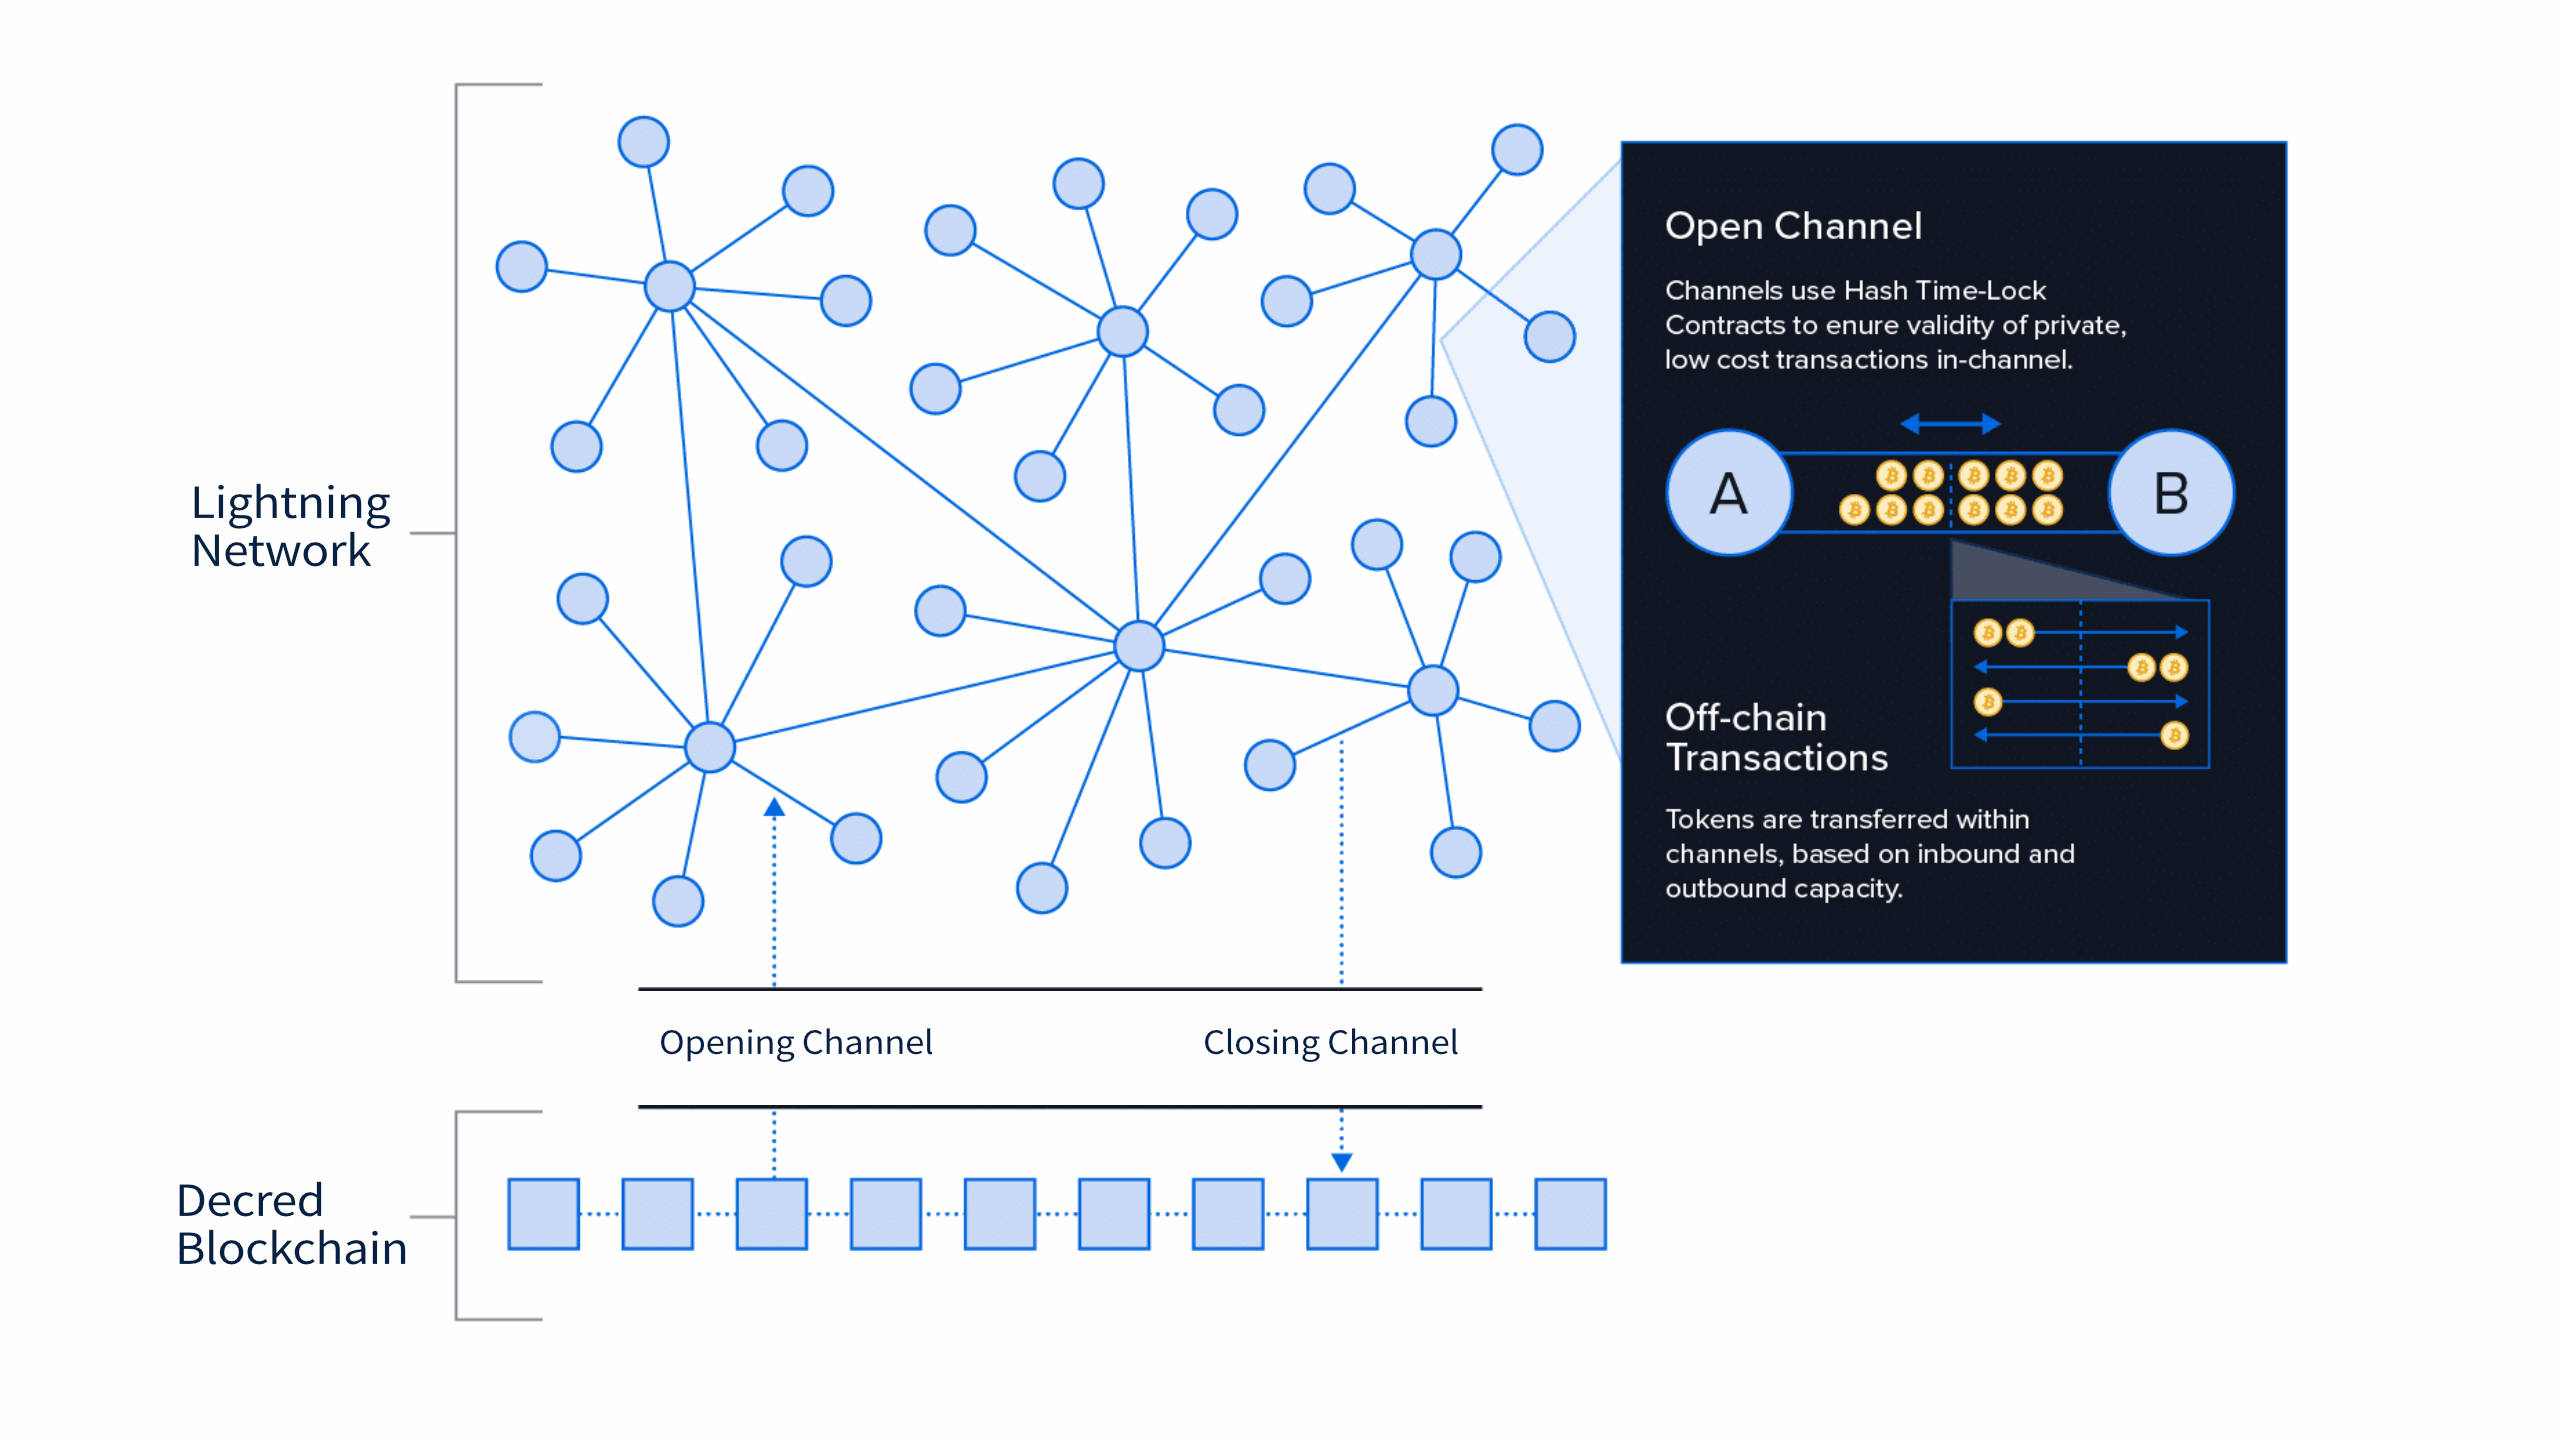 Lightning
Network
Open Channel
Channels use Hash Time-Lock
Contracts to enure validity of private,
low cost transactions in-channel.
A
B
Off-chain
Transactions
Tokens are transferred within
channels, based on inbound and
outbound capacity.
Opening Channel
Closing Channel
Decred
Blockchain